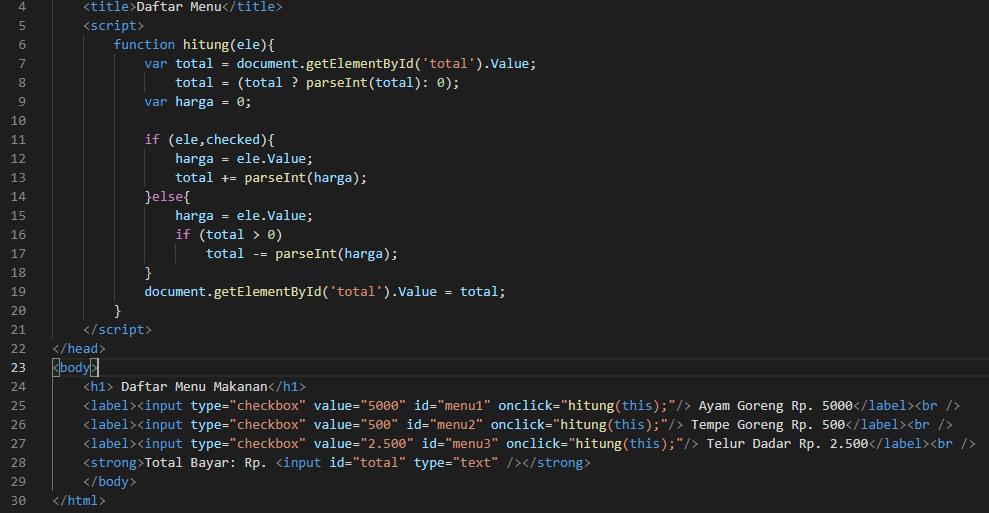 4 <title>Daftar Menu</title>
5 <script>
6 function hitung(ele){
7 var total = document.getElementById('total').Value;
8 total = (total ? parseInt(total): 0);
9 var harga = 0;
10
11 if (ele,checked){
12 harga = ele.Value;
13 total += parseInt(harga);
14 }else{
15 harga = ele.Value;
16 if (total > 0)
17 total -= parseInt(harga);
18 }
19 document.getElementById('total').Value = total;
20 }
21 </script>
22 </head>
23 <body>
24 <h1> Daftar Menu Makanan</h1>
25 <label><input type="checkbox" value="5000" id="menu1" onclick="hitung(this);"/> Ayam Goreng Rp. 5000</label><br />
26 <label><input type="checkbox" value="500" id="menu2" onclick="hitung(this);"/> Tempe Goreng Rp. 500</label><br />
27 <label><input type="checkbox" value="2.500" id="menu3" onclick="hitung(this);"/> Telur Dadar Rp. 2.500</label><br />
28 <strong>Total Bayar: Rp. <input id="total" type="text" /></strong>
29 </body>
30 </html>